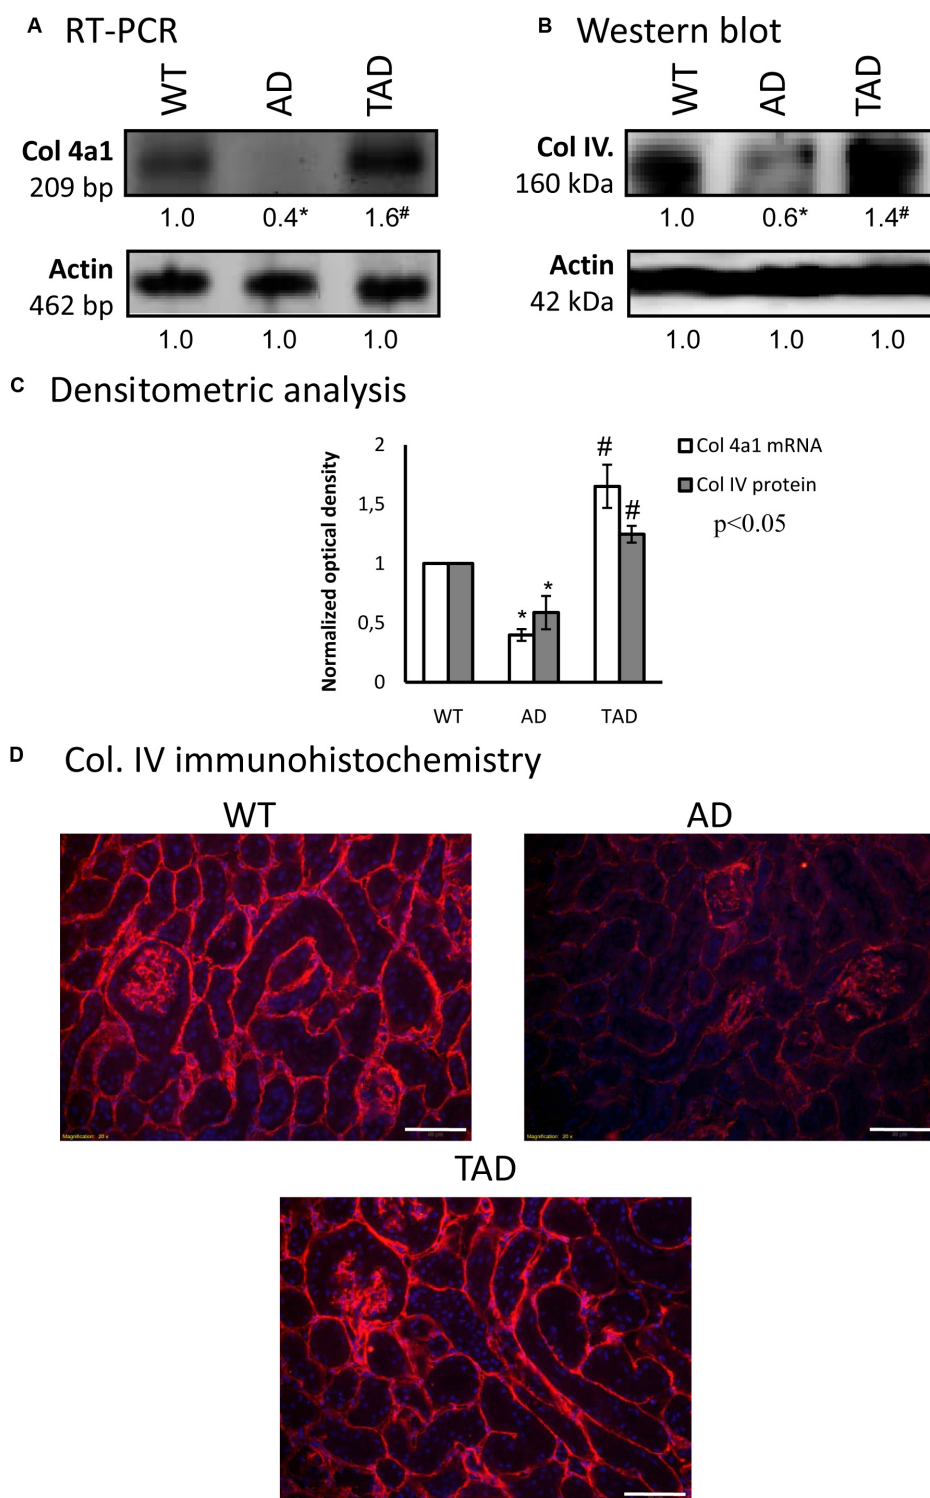 A RT-PCR
WT AD TAD
Col 4a1
209 bp
1.0 0.4* 1.6#
Actin
462 bp
1.0 1.0 1.0
B Western blot
WT AD TAD
Col IV.
160 kDa
1.0 0.6* 1.4#
Actin
42 kDa
1.0 1.0 1.0
C Densitometric analysis
Normalized optical density
2
1,5
1
0,5
0
# #
* *
WT AD TAD
Col 4a1 mRNA
Col IV protein
p<0.05
D Col. IV immunohistochemistry
WT AD
Magnification: 20 x
Magnification: 20 x
TAD